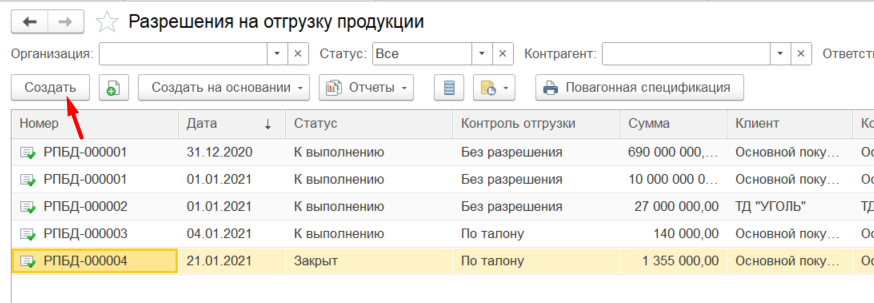 Разрешения на отгрузку продукции
Организация: Статус: Все Контрагент: Ответст
Создать Создать на основании Отчеты Повагонная спецификация
Номер Дата ↓ Статус Контроль отгрузки Сумма Клиент Ко
РПБД-000001 31.12.2020 К выполнению Без разрешения 690 000 000,... Основной поку... Ос
РПБД-000001 01.01.2021 К выполнению Без разрешения 10 000 000 0... Основной поку... Ос
РПБД-000002 01.01.2021 К выполнению Без разрешения 27 000 000,00 ТД "УГОЛЬ" ТД
РПБД-000003 04.01.2021 К выполнению По талону 140 000,00 Основной поку... Ос
РПБД-000004 21.01.2021 Закрыт По талону 1 355 000,00 Основной поку... Ос